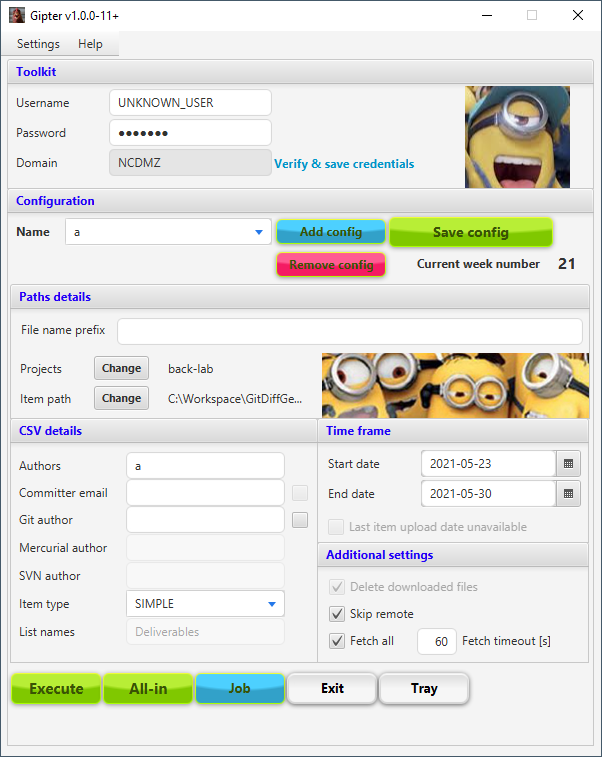 Gipter v1.0.0-11+
Settings Help
Toolkit
Username UNKNOWN_USER
Password •••••••
Domain NCDMZ Verify & save credentials
Configuration
Name a Add config Save config
Remove config Current week number 21
Paths details
File name prefix
Projects Change back-lab
Item path Change C:\Workspace\GitDiffGe...
CSV details
Authors a
Committer email
Git author
Mercurial author
SVN author
Item type SIMPLE
List names Deliverables
Time frame
Start date 2021-05-23
End date 2021-05-30
Last item upload date unavailable
Additional settings
Delete downloaded files
Skip remote
Fetch all 60 Fetch timeout [s]
Execute All-in Job Exit Tray